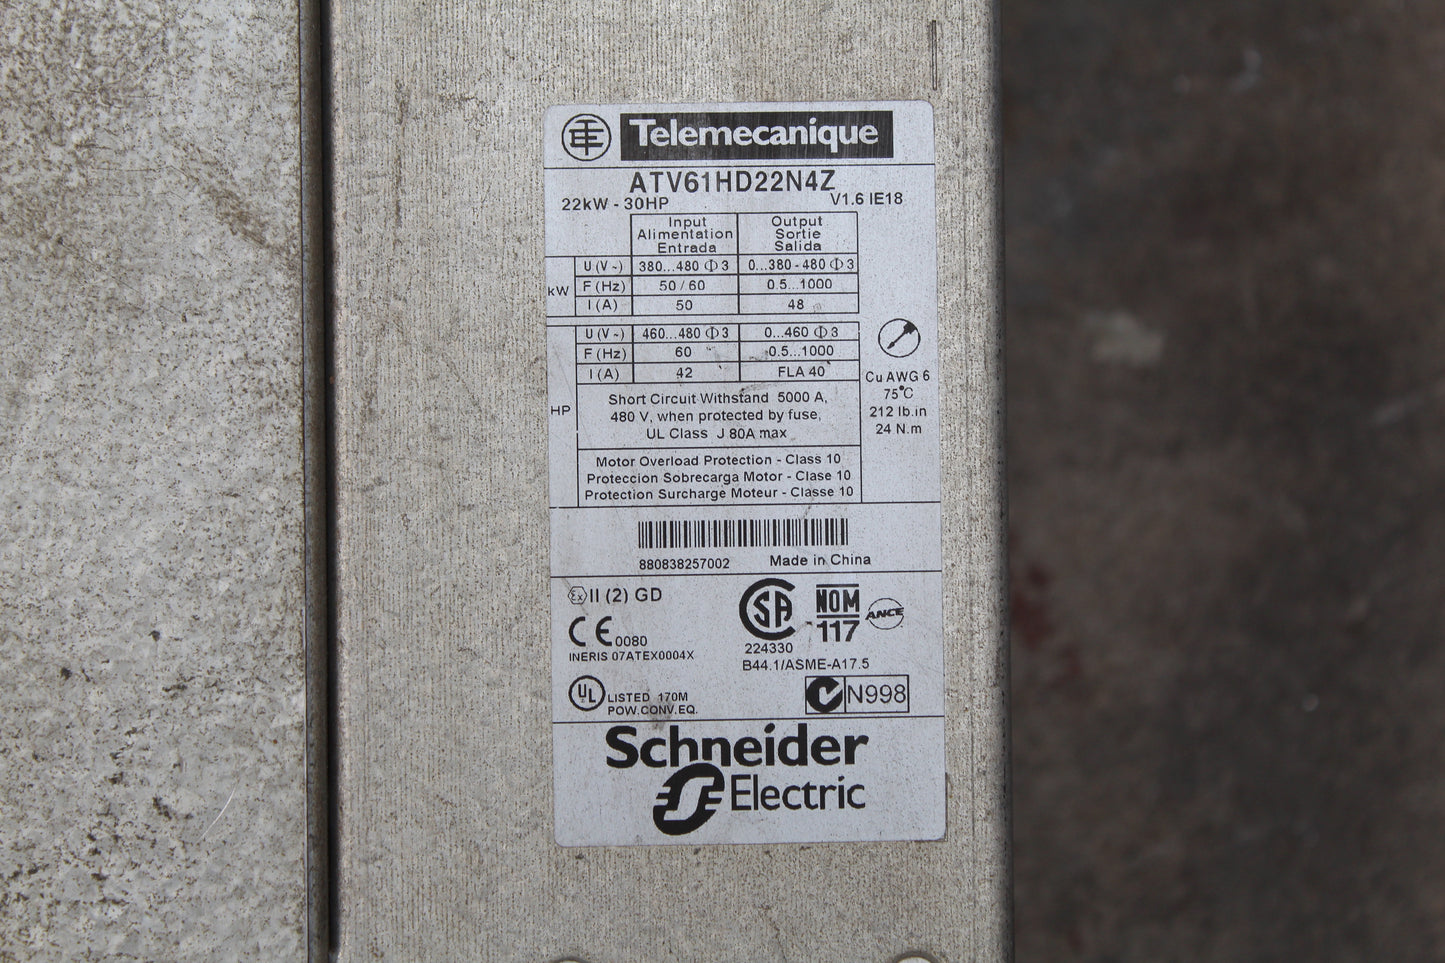 Telemecanique
ATV61HD22N4Z
22kW - 30HP V1.6 IE18
Input Output
Alimentation Sortie
Entrada Salida
kW U (V~) 380...480 Φ 3 0...380 - 480 Φ 3
F (Hz) 50 / 60 0.5...1000
I (A) 50 48
HP U (V~) 460...480 Φ 3 0...460 Φ 3
F (Hz) 60 0.5...1000
I (A) 42 FLA 40
Short Circuit Withstand 5000 A,
480 V, when protected by fuse,
UL Class J 80A max
Motor Overload Protection - Class 10
Proteccion Sobrecarga Motor - Clase 10
Protection Surcharge Moteur - Classe 10
Cu AWG 6
75°C
212 lb.in
24 N.m
880838257002 Made in China
Ex II (2) GD
CE 0080
INERIS 07ATEX0004X
SA
224330
B44.1/ASME-A17.5
NOM
117
ANCE
UL LISTED 170M
POW.CONV.EQ.
N998
Schneider
Electric